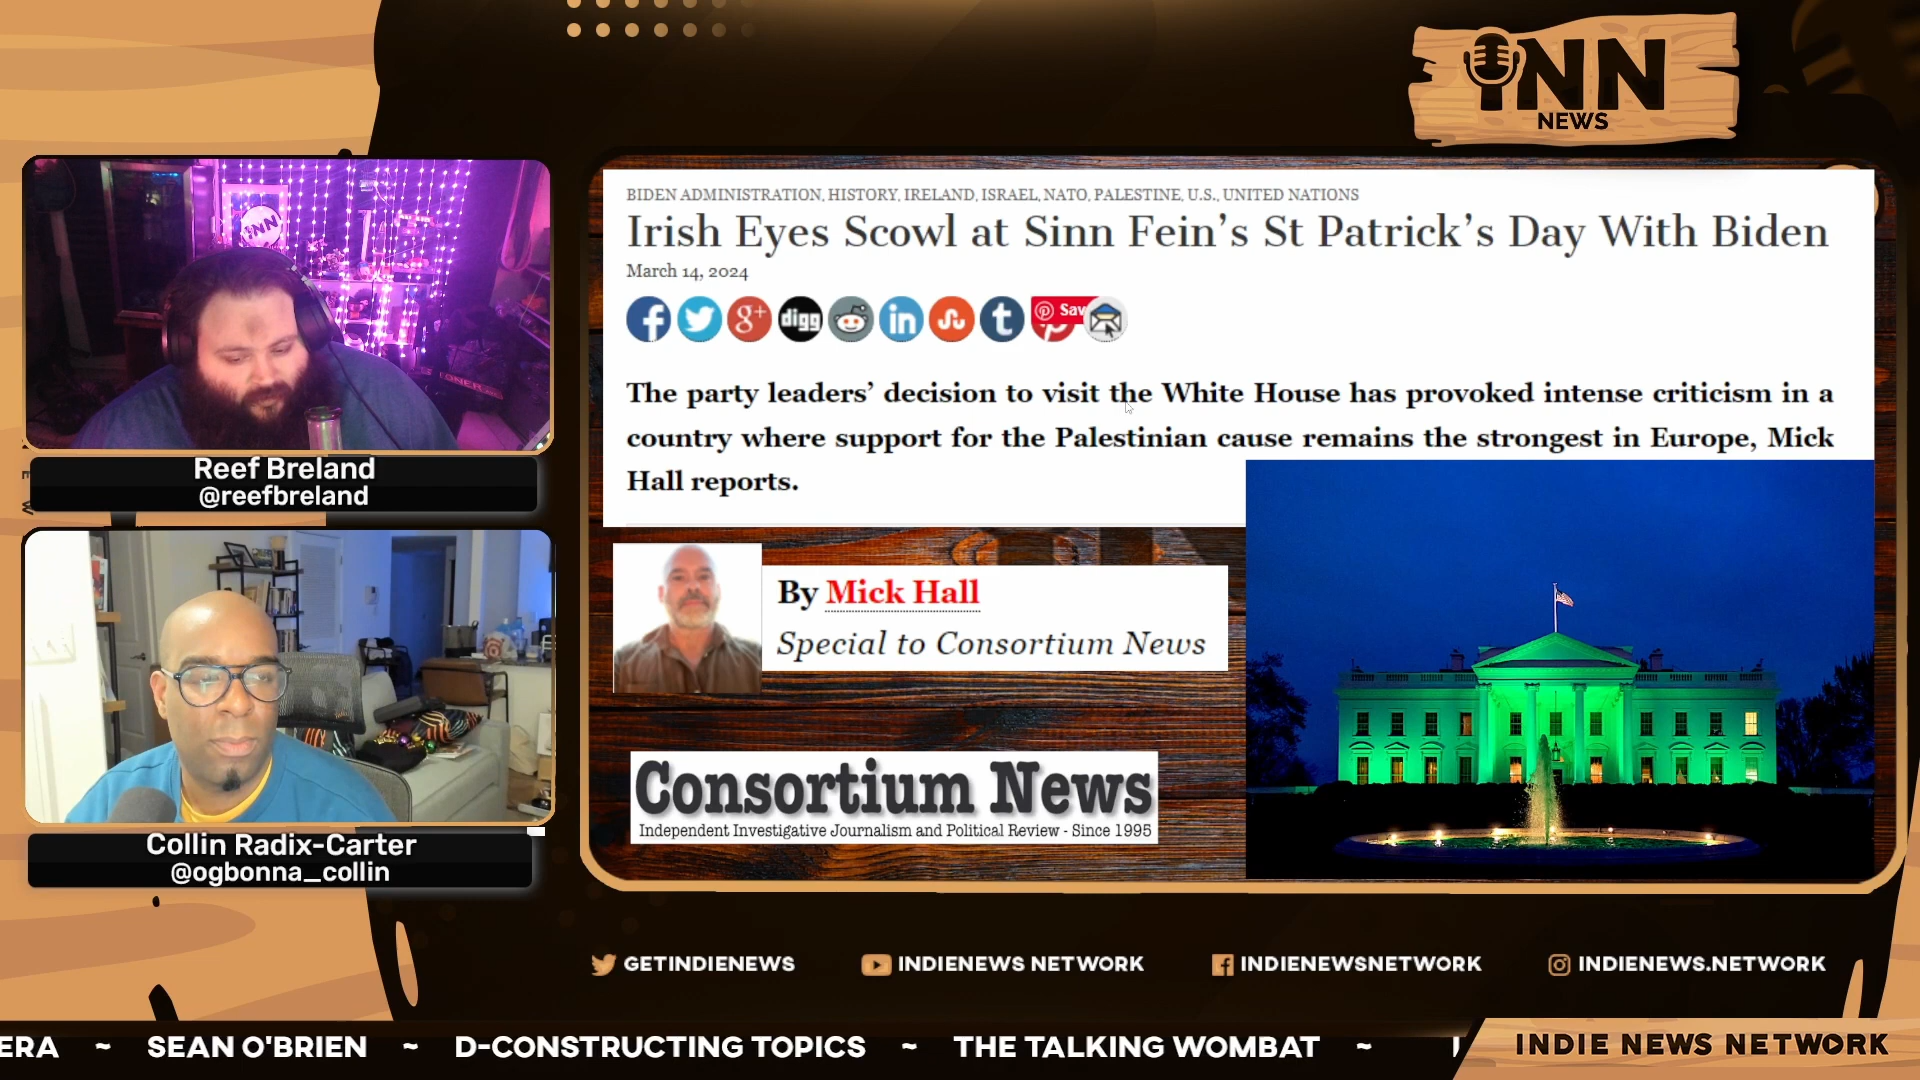 iNN
NEWS
iNN
BIDEN ADMINISTRATION, HISTORY, IRELAND, ISRAEL, NATO, PALESTINE, U.S., UNITED NATIONS
Irish Eyes Scowl at Sinn Fein’s St Patrick’s Day With Biden
March 14, 2024
g+ digg in t Sav
The party leaders’ decision to visit the White House has provoked intense criticism in a
country where support for the Palestinian cause remains the strongest in Europe, Mick
Hall reports.
Reef Breland
@reefbreland
By Mick Hall
Special to Consortium News
Consortium News
Independent Investigative Journalism and Political Review - Since 1995
Collin Radix-Carter
@ogbonna_collin
GETINDIENEWS
INDIENEWS NETWORK
INDIENEWSNETWORK
INDIENEWS.NETWORK
ERA ~ SEAN O'BRIEN ~ D-CONSTRUCTING TOPICS ~ THE TALKING WOMBAT ~
INDIE NEWS NETWORK